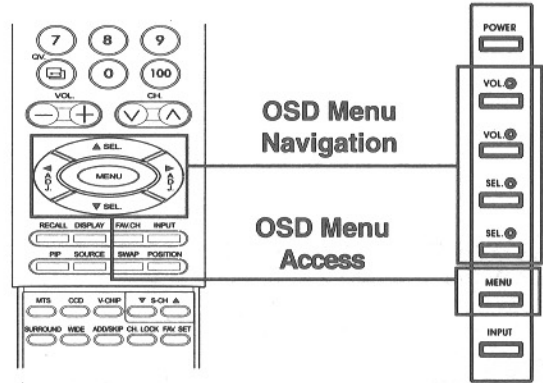 7 8 9
QV.
0 100
VOL. CH.
▲ SEL.
◀ ADJ. MENU ▶ ADJ.
▼ SEL.
RECALL DISPLAY FAV.CH INPUT
PIP SOURCE SWAP POSITION
MTS CCD V-CHIP ▼ S-CH ▲
SURROUND WIDE ADD/SKIP CH. LOCK FAV. SET
OSD Menu
Navigation
OSD Menu
Access
POWER
VOL.
VOL.
SEL.
SEL.
MENU
INPUT